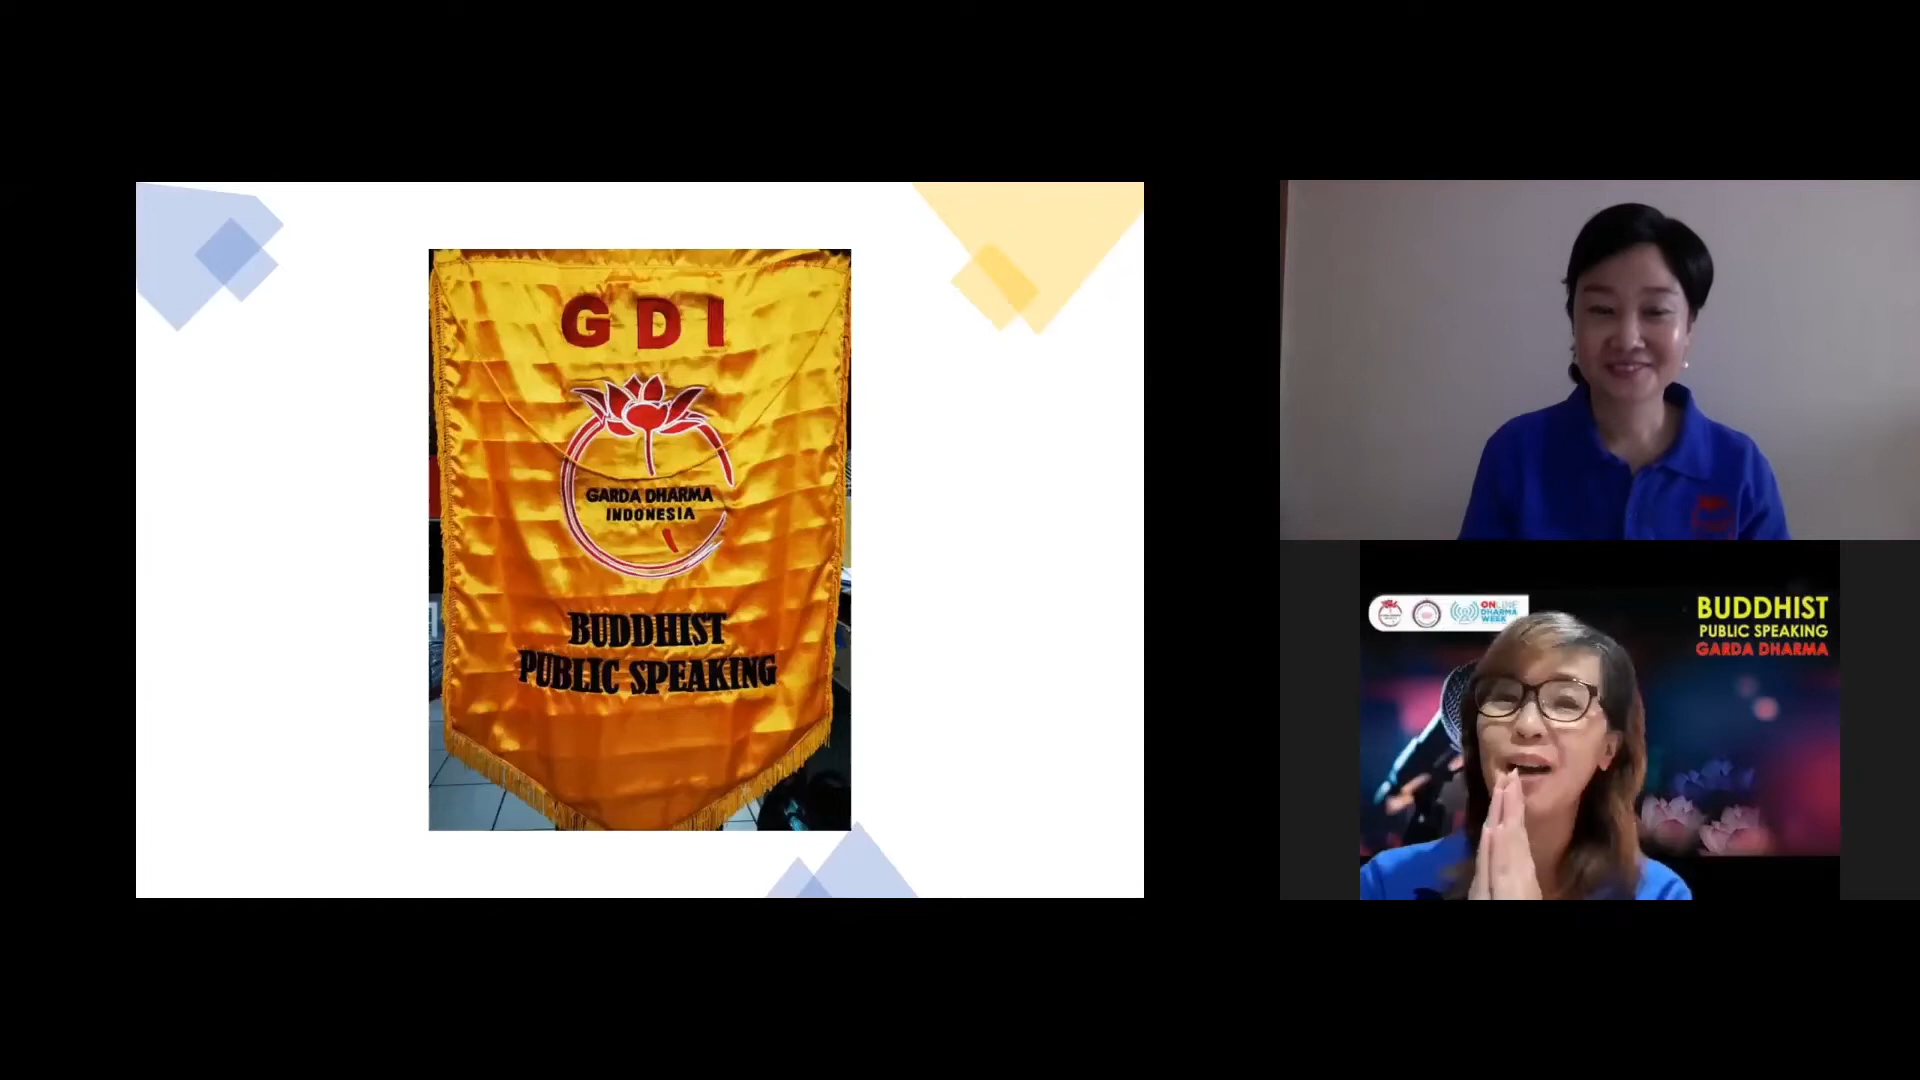 GDI
GARDA DHARMA
INDONESIA
BUDDHIST
PUBLIC SPEAKING
ONLINE
DHARMA
WEEK
BUDDHIST
PUBLIC SPEAKING
GARDA DHARMA